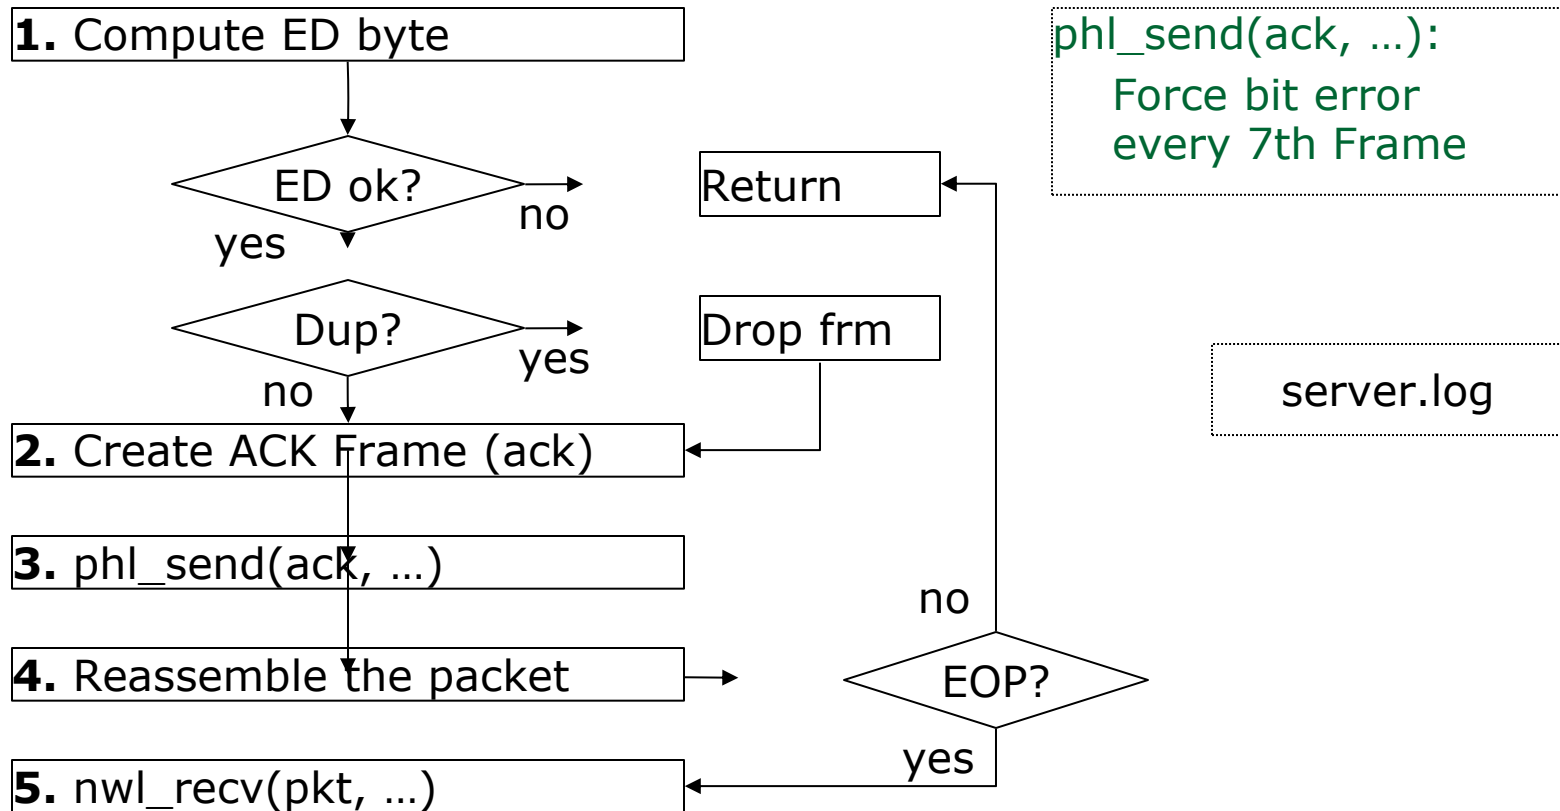 1. Compute ED byte
phl_send(ack, …):
Force bit error
every 7th Frame
ED ok?
no
Return
yes
Dup?
yes
Drop frm
no
server.log
2. Create ACK Frame (ack)
3. phl_send(ack, …)
no
4. Reassemble the packet
EOP?
yes
5. nwl_recv(pkt, …)